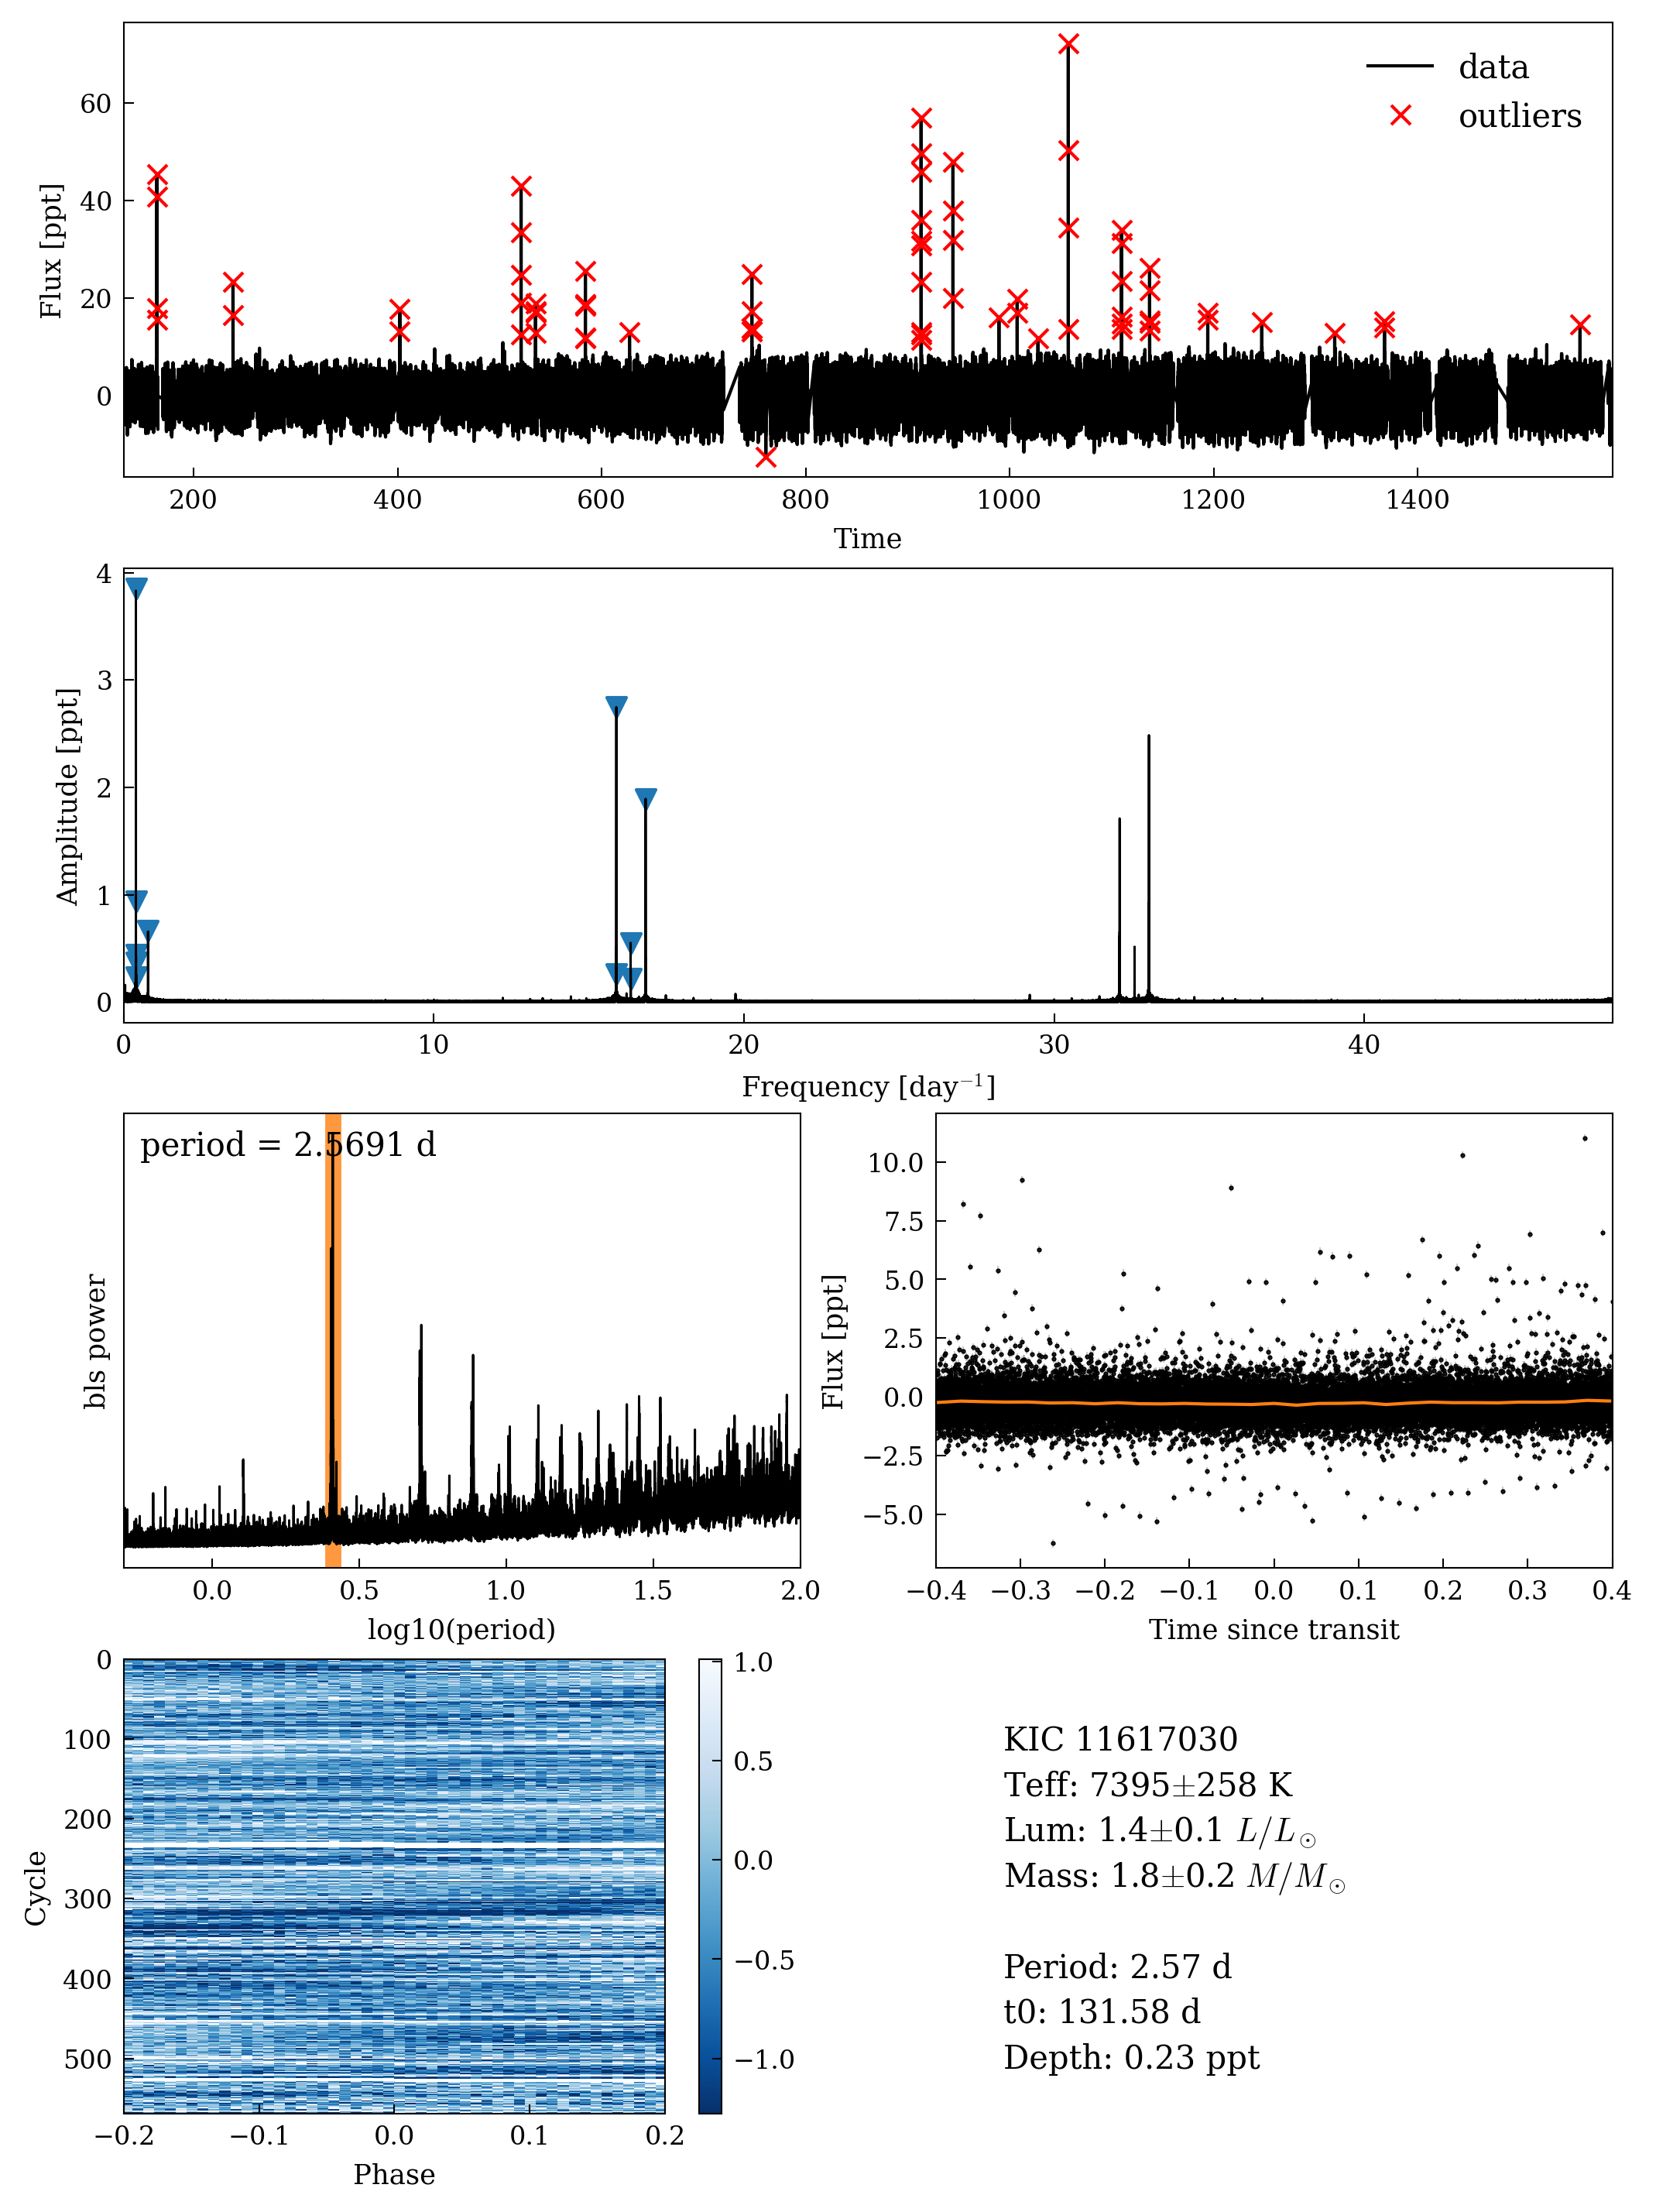 60
40
20
0
Flux [ppt]
data
outliers
200 400 600 800 1000 1200 1400
Time
4
3
2
1
0
Amplitude [ppt]
0 10 20 30 40
Frequency [day⁻¹]
period = 2.5691 d
bls power
0.0 0.5 1.0 1.5 2.0
log10(period)
10.0
7.5
5.0
2.5
0.0
−2.5
−5.0
Flux [ppt]
−0.4 −0.3 −0.2 −0.1 0.0 0.1 0.2 0.3 0.4
Time since transit
0
100
200
300
400
500
Cycle
−0.2 −0.1 0.0 0.1 0.2
Phase
1.0
0.5
0.0
−0.5
−1.0
KIC 11617030
Teff: 7395±258 K
Lum: 1.4±0.1 L/L⊙
Mass: 1.8±0.2 M/M⊙
Period: 2.57 d
t0: 131.58 d
Depth: 0.23 ppt